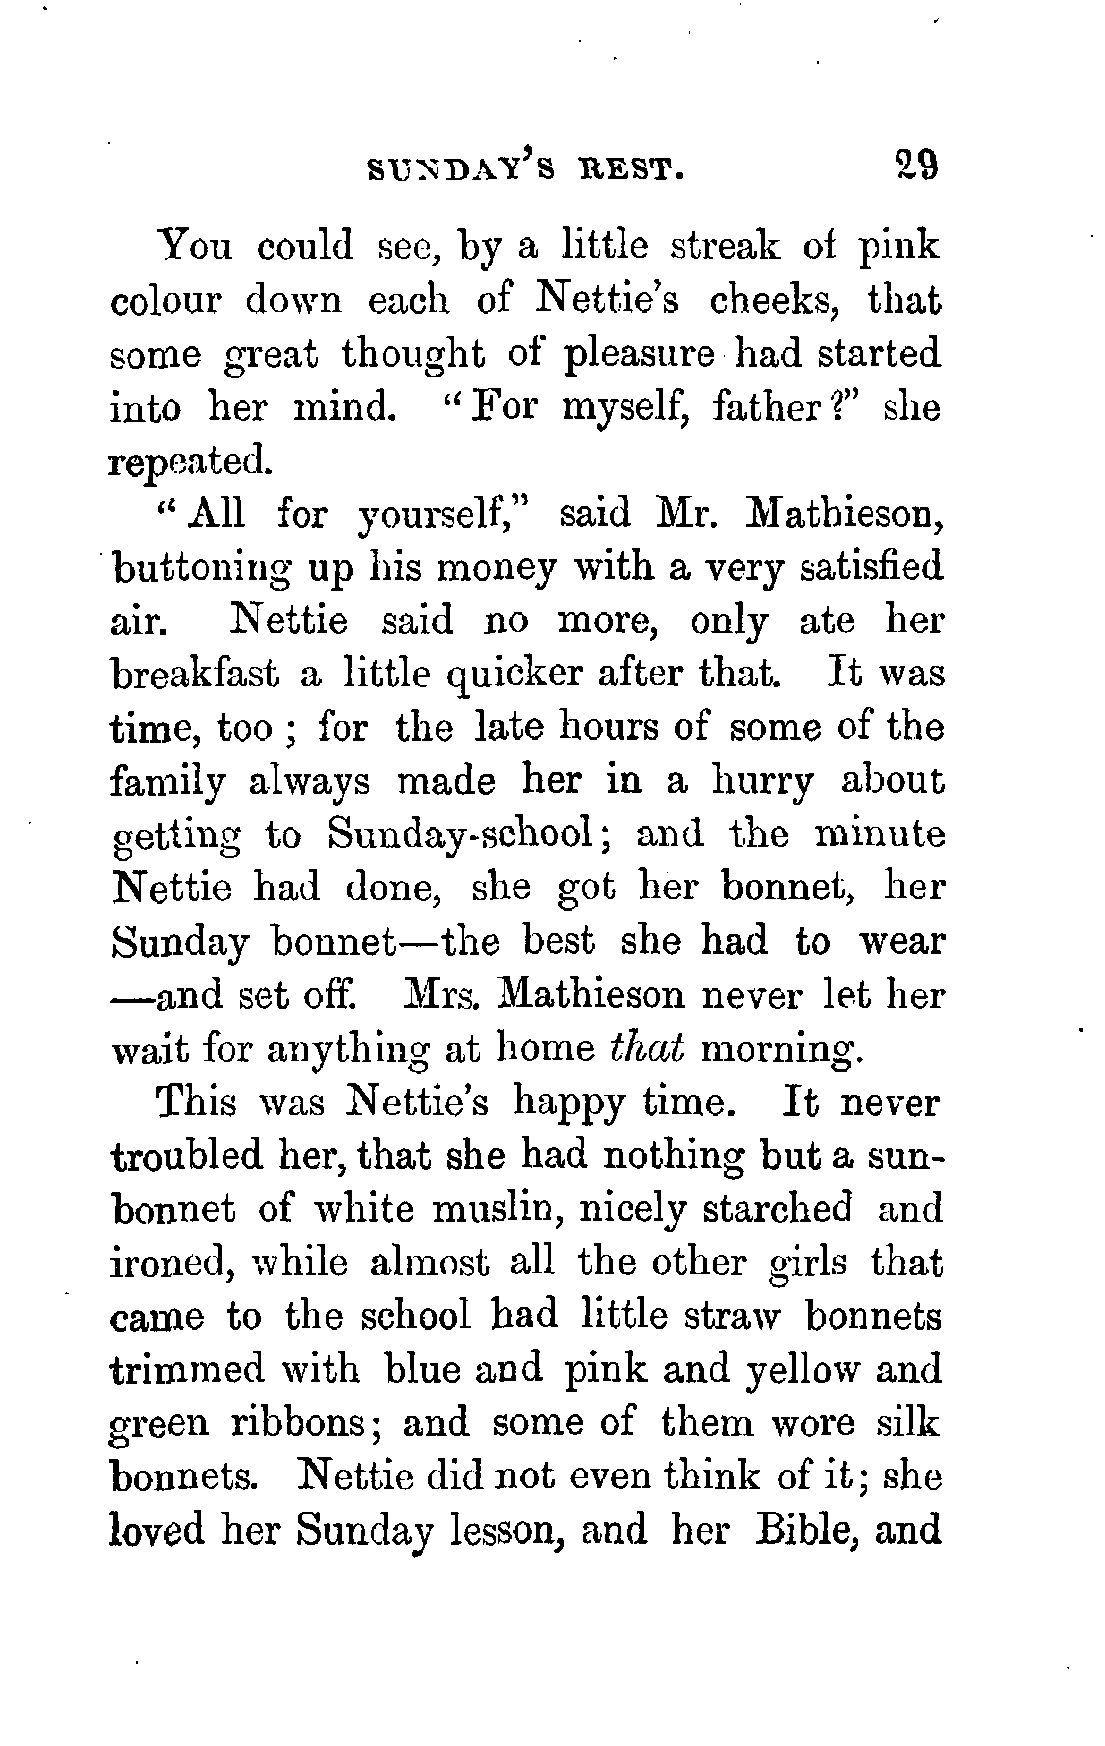 SUNDAY'S REST. 29
You could see, by a little streak of pink
colour down each of Nettie's cheeks, that
some great thought of pleasure had started
into her mind. “For myself, father?” she
repeated.
“All for yourself,” said Mr. Mathieson,
buttoning up his money with a very satisfied
air. Nettie said no more, only ate her
breakfast a little quicker after that. It was
time, too; for the late hours of some of the
family always made her in a hurry about
getting to Sunday-school; and the minute
Nettie had done, she got her bonnet, her
Sunday bonnet—the best she had to wear
—and set off. Mrs. Mathieson never let her
wait for anything at home that morning.
This was Nettie's happy time. It never
troubled her, that she had nothing but a sun-
bonnet of white muslin, nicely starched and
ironed, while almost all the other girls that
came to the school had little straw bonnets
trimmed with blue and pink and yellow and
green ribbons; and some of them wore silk
bonnets. Nettie did not even think of it; she
loved her Sunday lesson, and her Bible, and